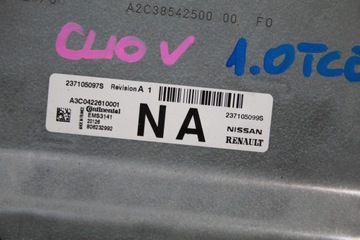 A2C38542500 00 F0
CLIO V 1.0TCE
237105097S Revision A 1
A3C0422610001
Continental
EMS3141
20126
806232992
NA
237105099S
NISSAN
RENAULT